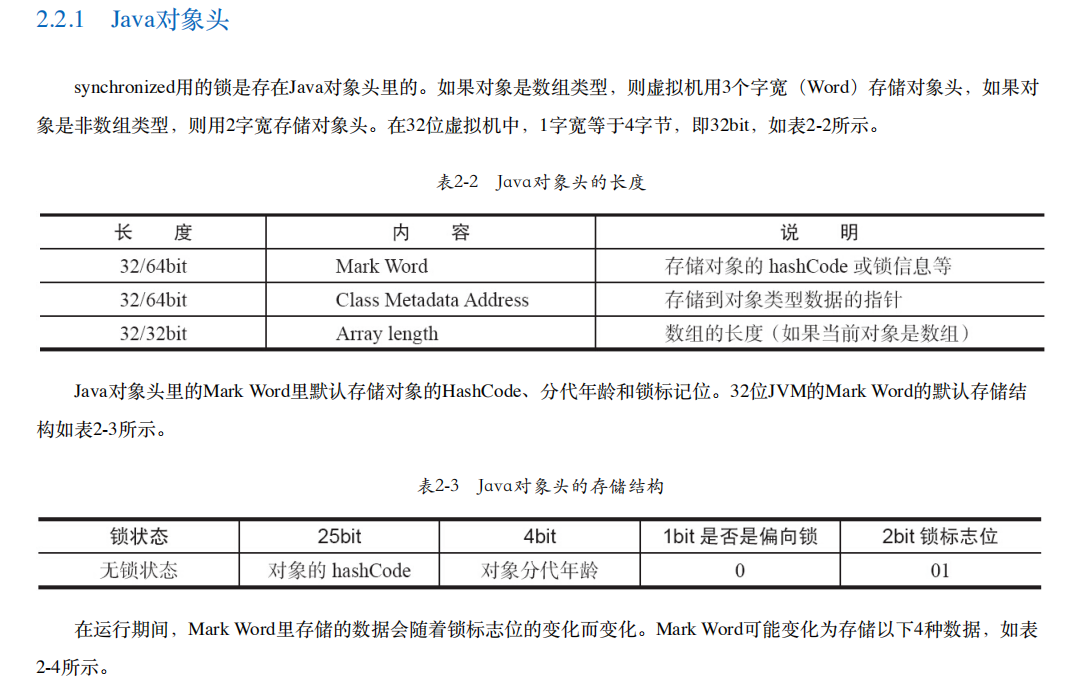 2.2.1 Java对象头
synchronized用的锁是存在Java对象头里的。如果对象是数组类型，则虚拟机用3个字宽（Word）存储对象头，如果对
象是非数组类型，则用2字宽存储对象头。在32位虚拟机中，1字宽等于4字节，即32bit，如表2-2所示。
表2-2 Java对象头的长度
长 度 内 容 说 明
32/64bit Mark Word 存储对象的 hashCode 或锁信息等
32/64bit Class Metadata Address 存储到对象类型数据的指针
32/32bit Array length 数组的长度（如果当前对象是数组）
Java对象头里的Mark Word里默认存储对象的HashCode、分代年龄和锁标记位。32位JVM的Mark Word的默认存储结
构如表2-3所示。
表2-3 Java对象头的存储结构
锁状态 25bit 4bit 1bit 是否是偏向锁 2bit 锁标志位
无锁状态 对象的 hashCode 对象分代年龄 0 01
在运行期间，Mark Word里存储的数据会随着锁标志位的变化而变化。Mark Word可能变化为存储以下4种数据，如表
2-4所示。